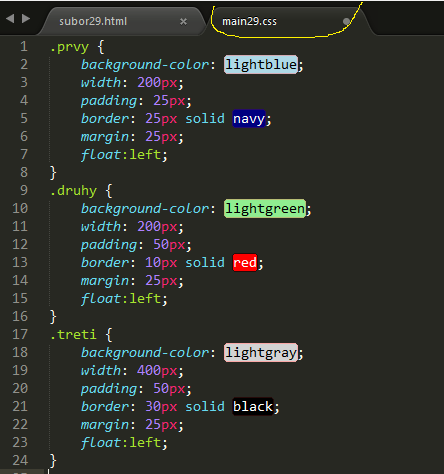 subor29.html × main29.css
1 .prvy {
2 background-color: lightblue;
3 width: 200px;
4 padding: 25px;
5 border: 25px solid navy;
6 margin: 25px;
7 float:left;
8 }
9 .druhy {
10 background-color: lightgreen;
11 width: 200px;
12 padding: 50px;
13 border: 10px solid red;
14 margin: 25px;
15 float:left;
16 }
17 .treti {
18 background-color: lightgray;
19 width: 400px;
20 padding: 50px;
21 border: 30px solid black;
22 margin: 25px;
23 float:left;
24 }